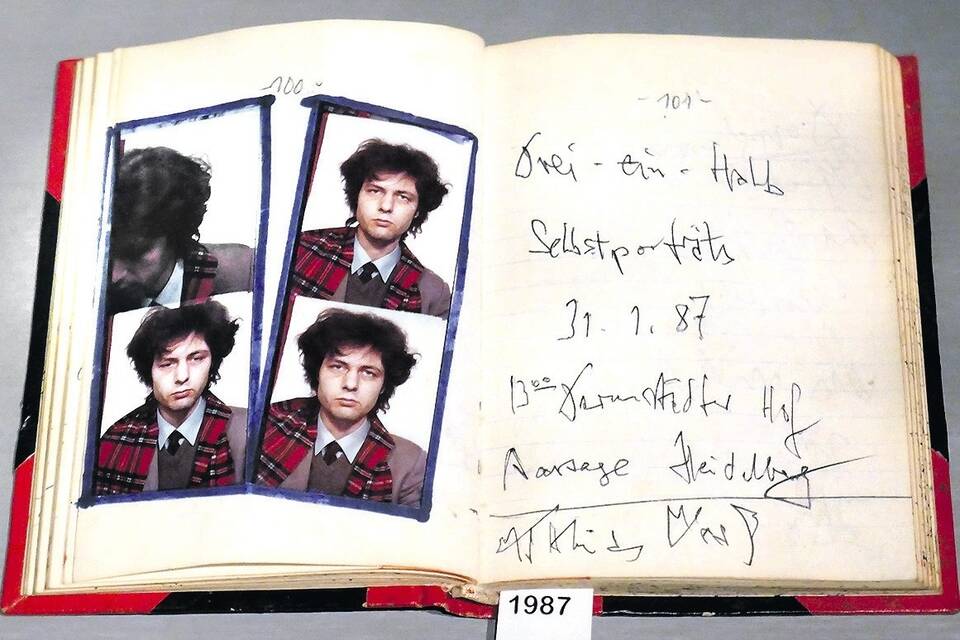 -100-
-101-
Drei-ein-Halb
Selbstporträts
31.1.87
13⁰⁰ Darmstädter Hof
Passage Heidelberg
1987